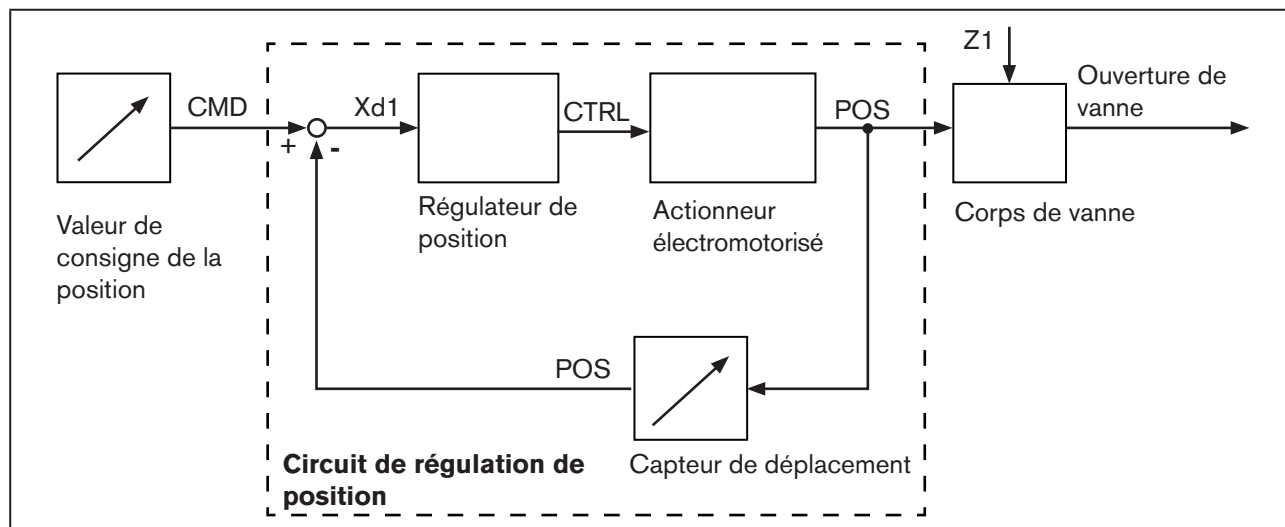 Z1
Ouverture de
vanne
CMD
Xd1
CTRL
POS
+
-
Valeur de
consigne de la
position
Régulateur de
position
Actionneur
électromotorisé
Corps de vanne
POS
Circuit de régulation de
position
Capteur de déplacement